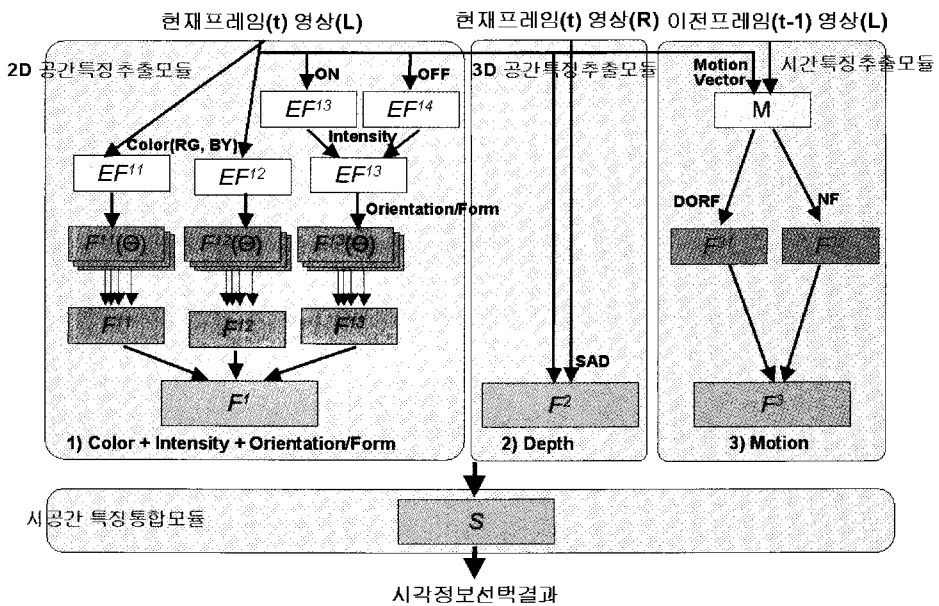 현재프레임(t) 영상(L)
현재프레임(t) 영상(R)
이전프레임(t-1) 영상(L)
2D 공간특징추출모듈
3D 공간특징추출모듈
시간특징추출모듈
ON
OFF
Motion
Vector
EF13
EF14
M
Intensity
Color(RG, BY)
EF11
EF12
EF13
Orientation/Form
DORF
NF
F11(Θ)
F12(Θ)
F13(Θ)
F31
F32
F11
F12
F13
SAD
F1
F2
F3
1) Color + Intensity + Orientation/Form
2) Depth
3) Motion
시공간 특징통합모듈
S
시각정보선택결과